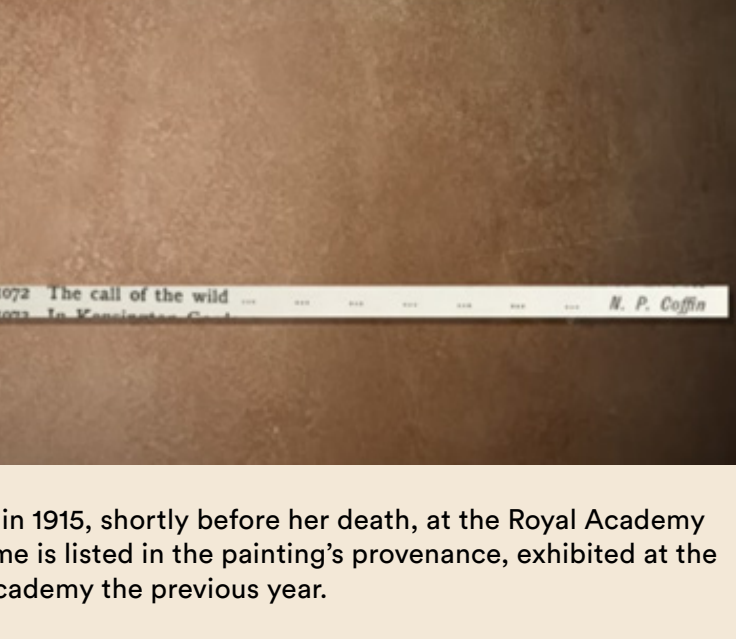 1072 The call of the wild ... ... ... ... ... ... ... N. P. Coffin
in 1915, shortly before her death, at the Royal Academy
is listed in the painting’s provenance, exhibited at the
the previous year.